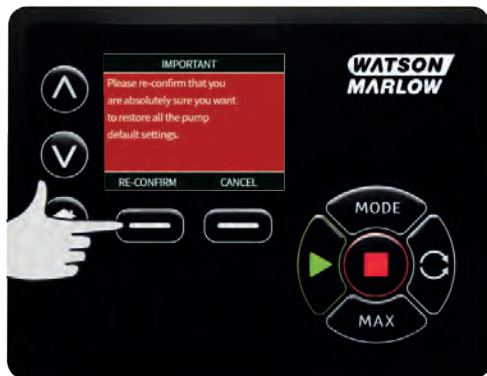 IMPORTANT
Please re-confirm that you
are absolutely sure you want
to restore all the pump
default settings.
RE-CONFIRM CANCEL
WATSON
MARLOW
MODE
MAX